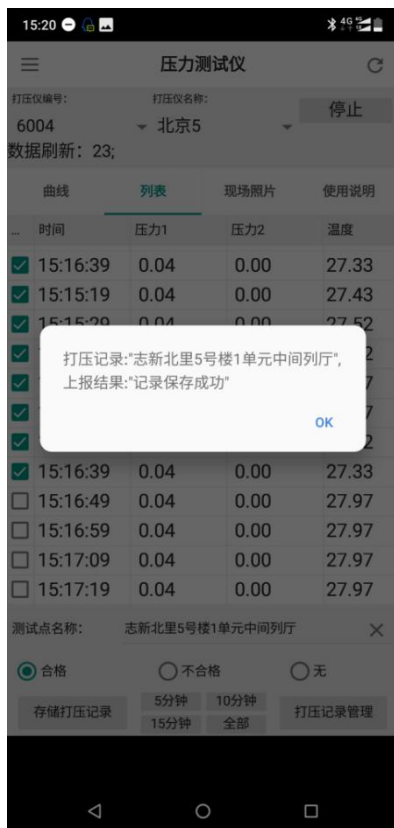 15:20
4G
压力测试仪
打压仪编号： 打压仪名称：
6004 北京5 停止
数据刷新：23;
曲线 列表 现场照片 使用说明
... 时间 压力1 压力2 温度
15:16:39 0.04 0.00 27.33
15:15:19 0.04 0.00 27.43
15:15:29 0.04 0.00 27.52
打压记录:"志新北里5号楼1单元中间列厅",
上报结果:"记录保存成功"
OK
15:16:39 0.04 0.00 27.33
15:16:49 0.04 0.00 27.97
15:16:59 0.04 0.00 27.97
15:17:09 0.04 0.00 27.97
15:17:19 0.04 0.00 27.97
测试点名称： 志新北里5号楼1单元中间列厅
合格 不合格 无
存储打压记录 5分钟 10分钟 打压记录管理
15分钟 全部